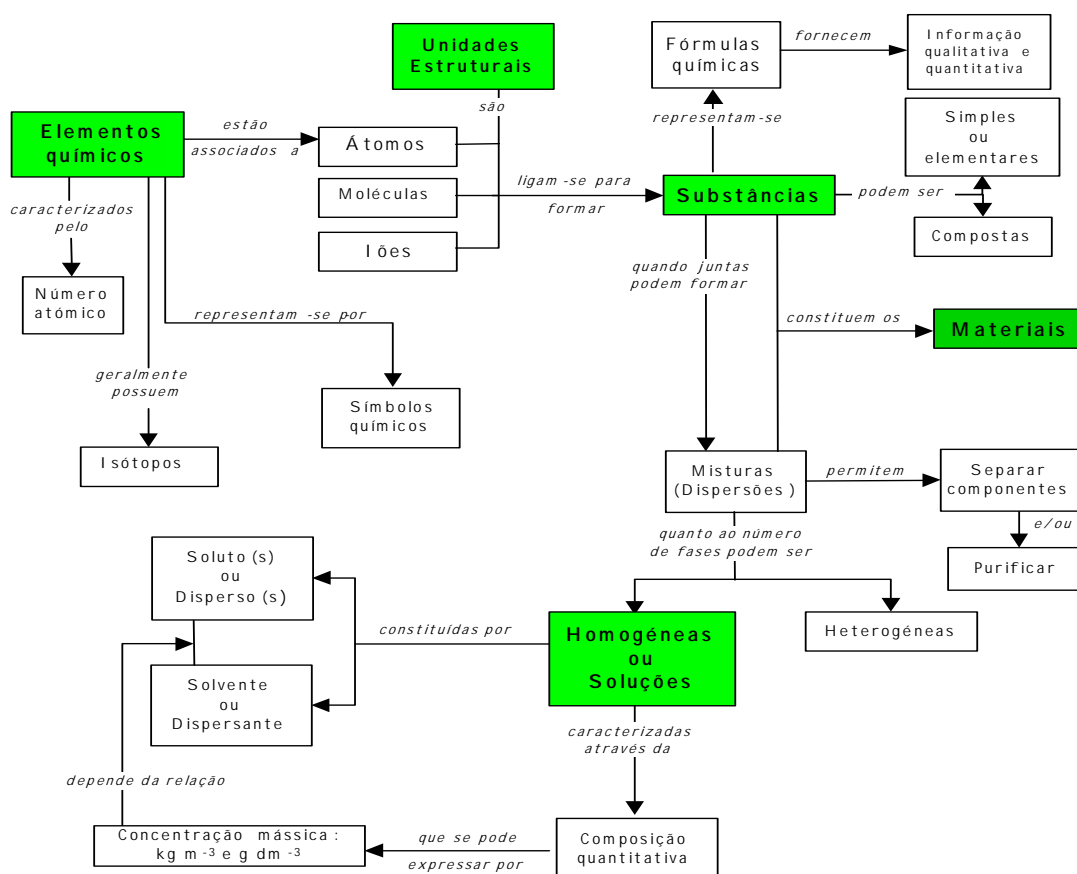 Unidades
Estruturais
são
Elementos
químicos
estão
associados a
Átomos
Moléculas
Iões
ligam -se para
formar
caracterizados
pelo
Número
atómico
representam -se por
Símbolos
químicos
geralmente
possuem
Isótopos
Fórmulas
químicas
fornecem
Informação
qualitativa e
quantitativa
representam-se
Substâncias
podem ser
Simples
ou
elementares
Compostas
quando juntas
podem formar
constituem os
Materiais
Misturas
(Dispersões )
permitem
Separar
componentes
e/ou
Purificar
quanto ao número
de fases podem ser
Heterogéneas
Homogéneas
ou
Soluções
constituídas por
Soluto (s)
ou
Disperso (s)
Solvente
ou
Dispersante
caracterizadas
através da
Composição
quantitativa
que se pode
expressar por
Concentração mássica :
kg m⁻³ e g dm⁻³
depende da relação